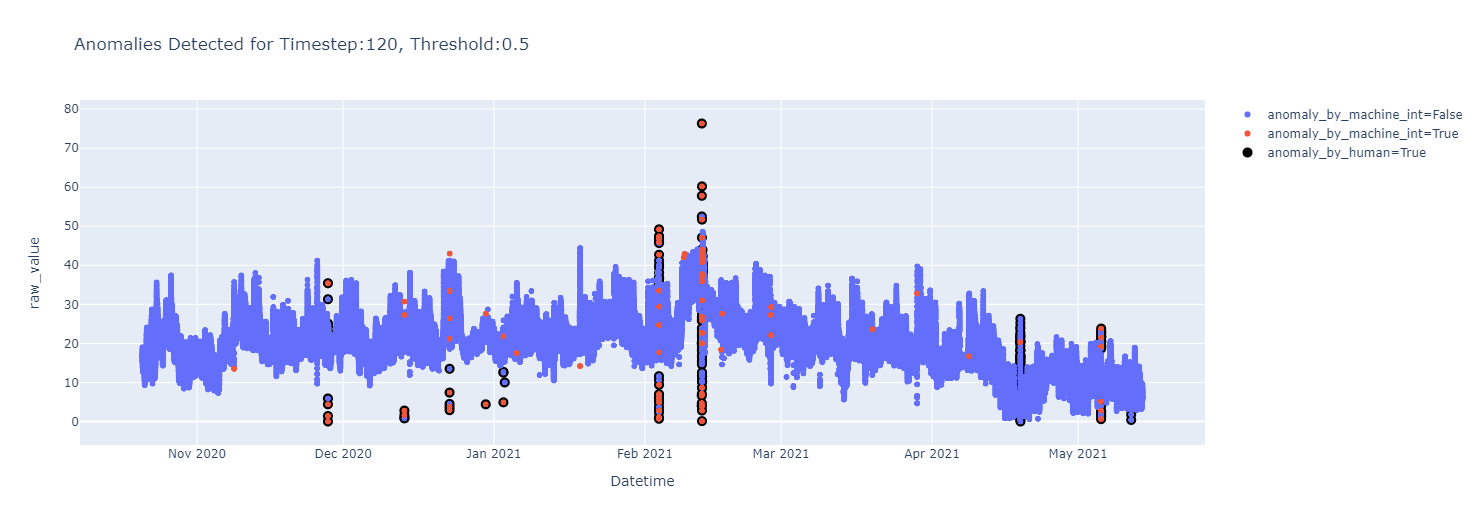 Anomalies Detected for Timestep:120, Threshold:0.5
anomaly_by_machine_int=False
anomaly_by_machine_int=True
anomaly_by_human=True
raw_value
80
70
60
50
40
30
20
10
0
Nov 2020
Dec 2020
Jan 2021
Feb 2021
Mar 2021
Apr 2021
May 2021
Datetime